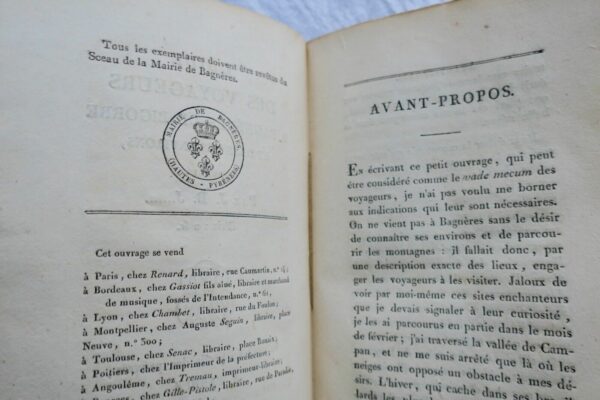 Tous les exemplaires doivent être revêtus du
Sceau de la Mairie de Bagnères.
MAIRIE DE BAGNÈRES
(HAUTES - PYRÉNÉES)
Cet ouvrage se vend
à Paris, chez Renard, libraire, rue Caumartin, n.º
à Bordeaux, chez Gassiot fils aîné, libraire et marchand
de musique, fossés de l'Intendance, n.º 61,
à Lyon, chez Chambet, libraire, rue du Foulon;
à Montpellier, chez Auguste Seguin, libraire, place
Neuve, n.º 300;
à Toulouse, chez Senac, libraire, place Rouaix;
à Poitiers, chez l'Imprimeur de la préfecture;
à Angoulême, chez Tremau, imprimeur-libraire;
chez Gille-Pistole, libraire, rue de Paradis,
AVANT-PROPOS.
En écrivant ce petit ouvrage, qui peut
être considéré comme le vade mecum des
voyageurs, je n'ai pas voulu me borner
aux indications qui leur sont nécessaires.
On ne vient pas à Bagnères sans le désir
de connaître ses environs et de parcou-
rir les montagnes : il fallait donc, par
une description exacte des lieux, enga-
ger les voyageurs à les visiter. Jaloux de
voir par moi-même ces sites enchanteurs
que je devais signaler à leur curiosité,
je les ai parcourus en partie dans le mois
de février; j'ai traversé la vallée de Cam-
pan, et ne me suis arrêté que là où les
neiges ont opposé un obstacle à mes dé-
sirs. L'hiver, qui cache dans ses